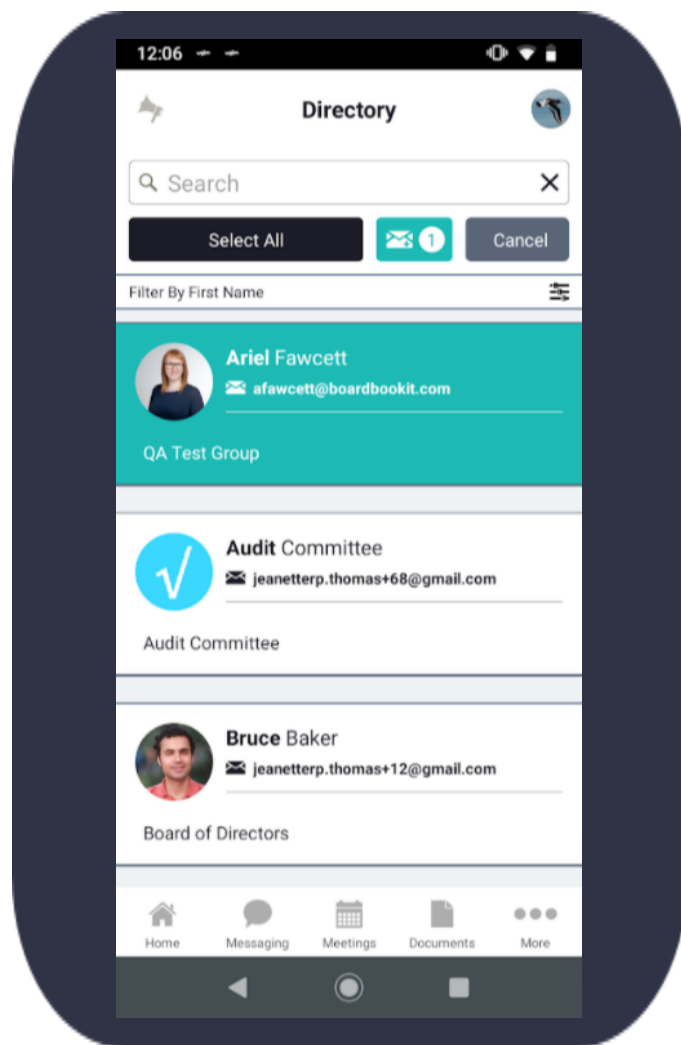 12:06
Directory
Search
Select All
1
Cancel
Filter By First Name
Ariel Fawcett
afawcett@boardbookit.com
QA Test Group
√
Audit Committee
jeanetterp.thomas+68@gmail.com
Audit Committee
Bruce Baker
jeanetterp.thomas+12@gmail.com
Board of Directors
Home Messaging Meetings Documents More